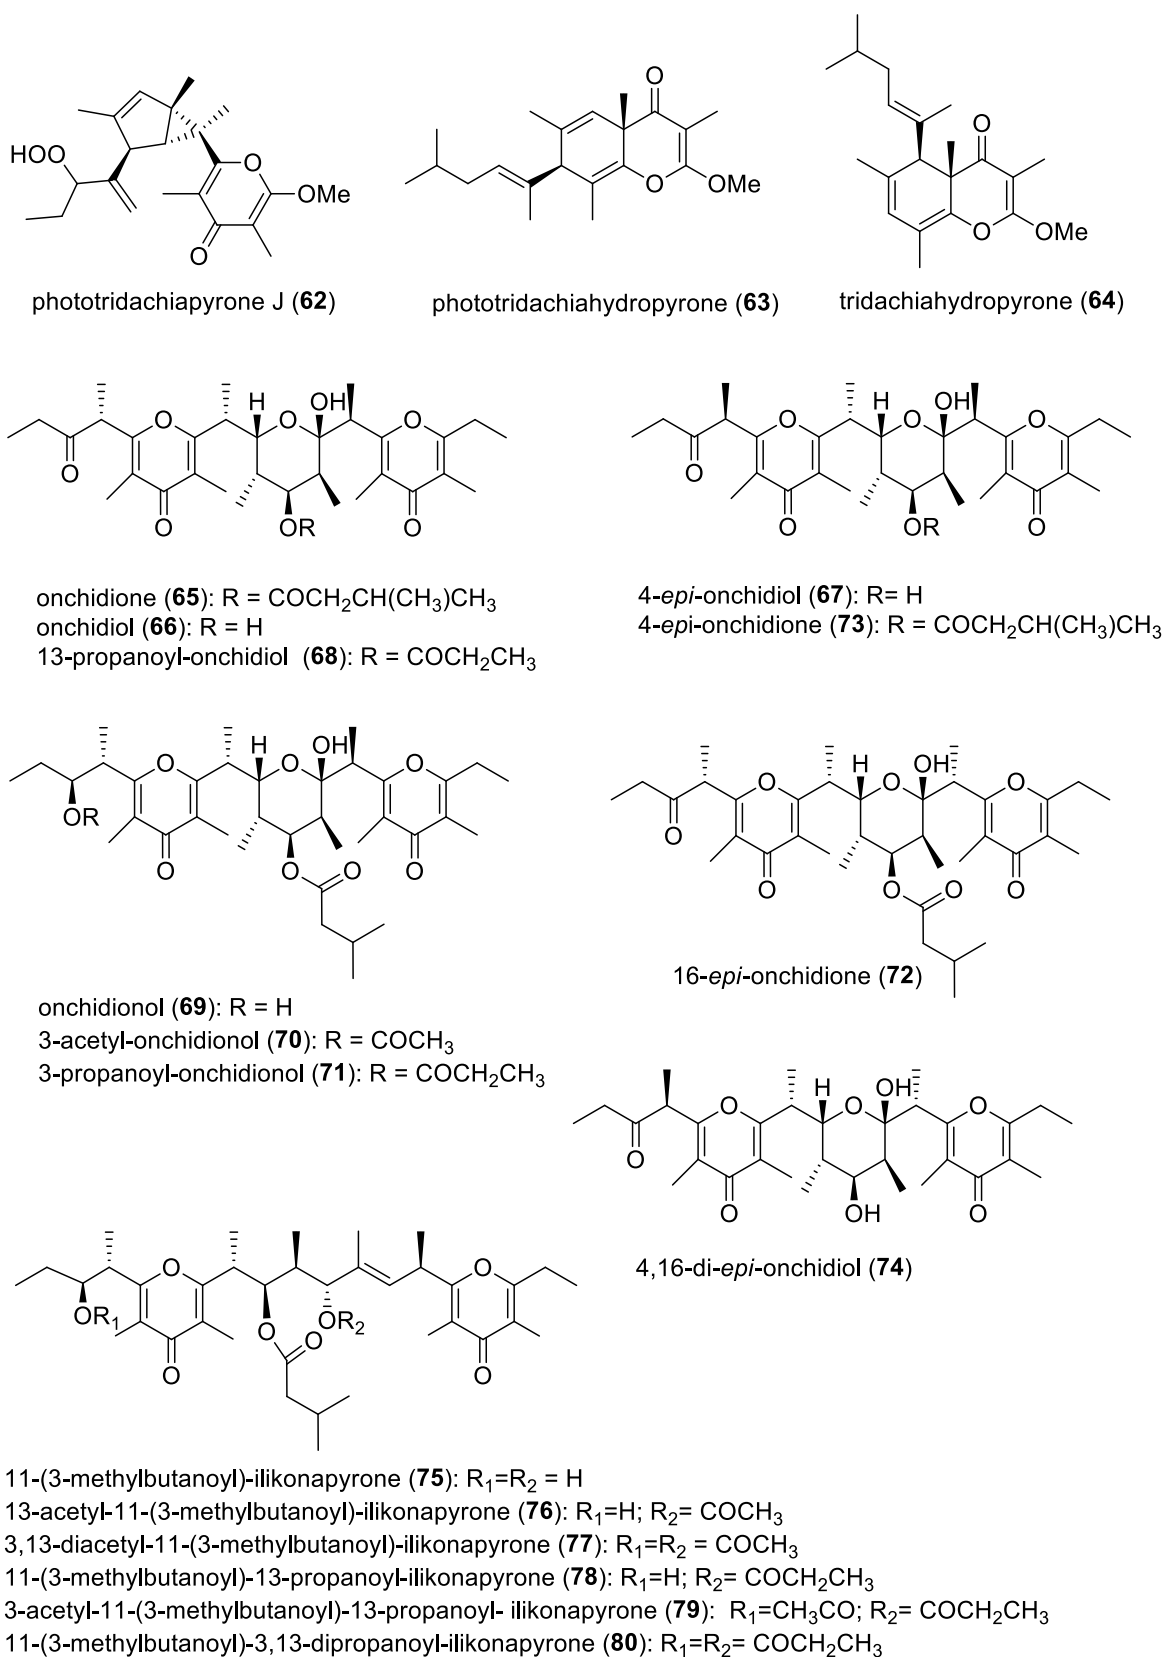 HOO
O
OMe
O
phototridachiapyrone J (62)
O
O
OMe
phototridachiahydropyrone (63)
O
O
OMe
tridachiahydropyrone (64)
H
OH
O
O
O
O
O
OR
O
onchidione (65): R = COCH₂CH(CH₃)CH₃
onchidiol (66): R = H
13-propanoyl-onchidiol (68): R = COCH₂CH₃
H
OH
O
O
O
O
O
OR
O
4-epi-onchidiol (67): R= H
4-epi-onchidione (73): R = COCH₂CH(CH₃)CH₃
H
OH
O
O
O
OR
O
O
O
O
onchidionol (69): R = H
3-acetyl-onchidionol (70): R = COCH₃
3-propanoyl-onchidionol (71): R = COCH₂CH₃
H
OH
O
O
O
O
O
O
O
O
16-epi-onchidione (72)
H
OH
O
O
O
O
O
OH
O
4,16-di-epi-onchidiol (74)
O
O
OR₁
OR₂
O
O
O
O
11-(3-methylbutanoyl)-ilikonapyrone (75): R₁=R₂ = H
13-acetyl-11-(3-methylbutanoyl)-ilikonapyrone (76): R₁=H; R₂= COCH₃
3,13-diacetyl-11-(3-methylbutanoyl)-ilikonapyrone (77): R₁=R₂ = COCH₃
11-(3-methylbutanoyl)-13-propanoyl-ilikonapyrone (78): R₁=H; R₂= COCH₂CH₃
3-acetyl-11-(3-methylbutanoyl)-13-propanoyl- ilikonapyrone (79): R₁=CH₃CO; R₂= COCH₂CH₃
11-(3-methylbutanoyl)-3,13-dipropanoyl-ilikonapyrone (80): R₁=R₂= COCH₂CH₃